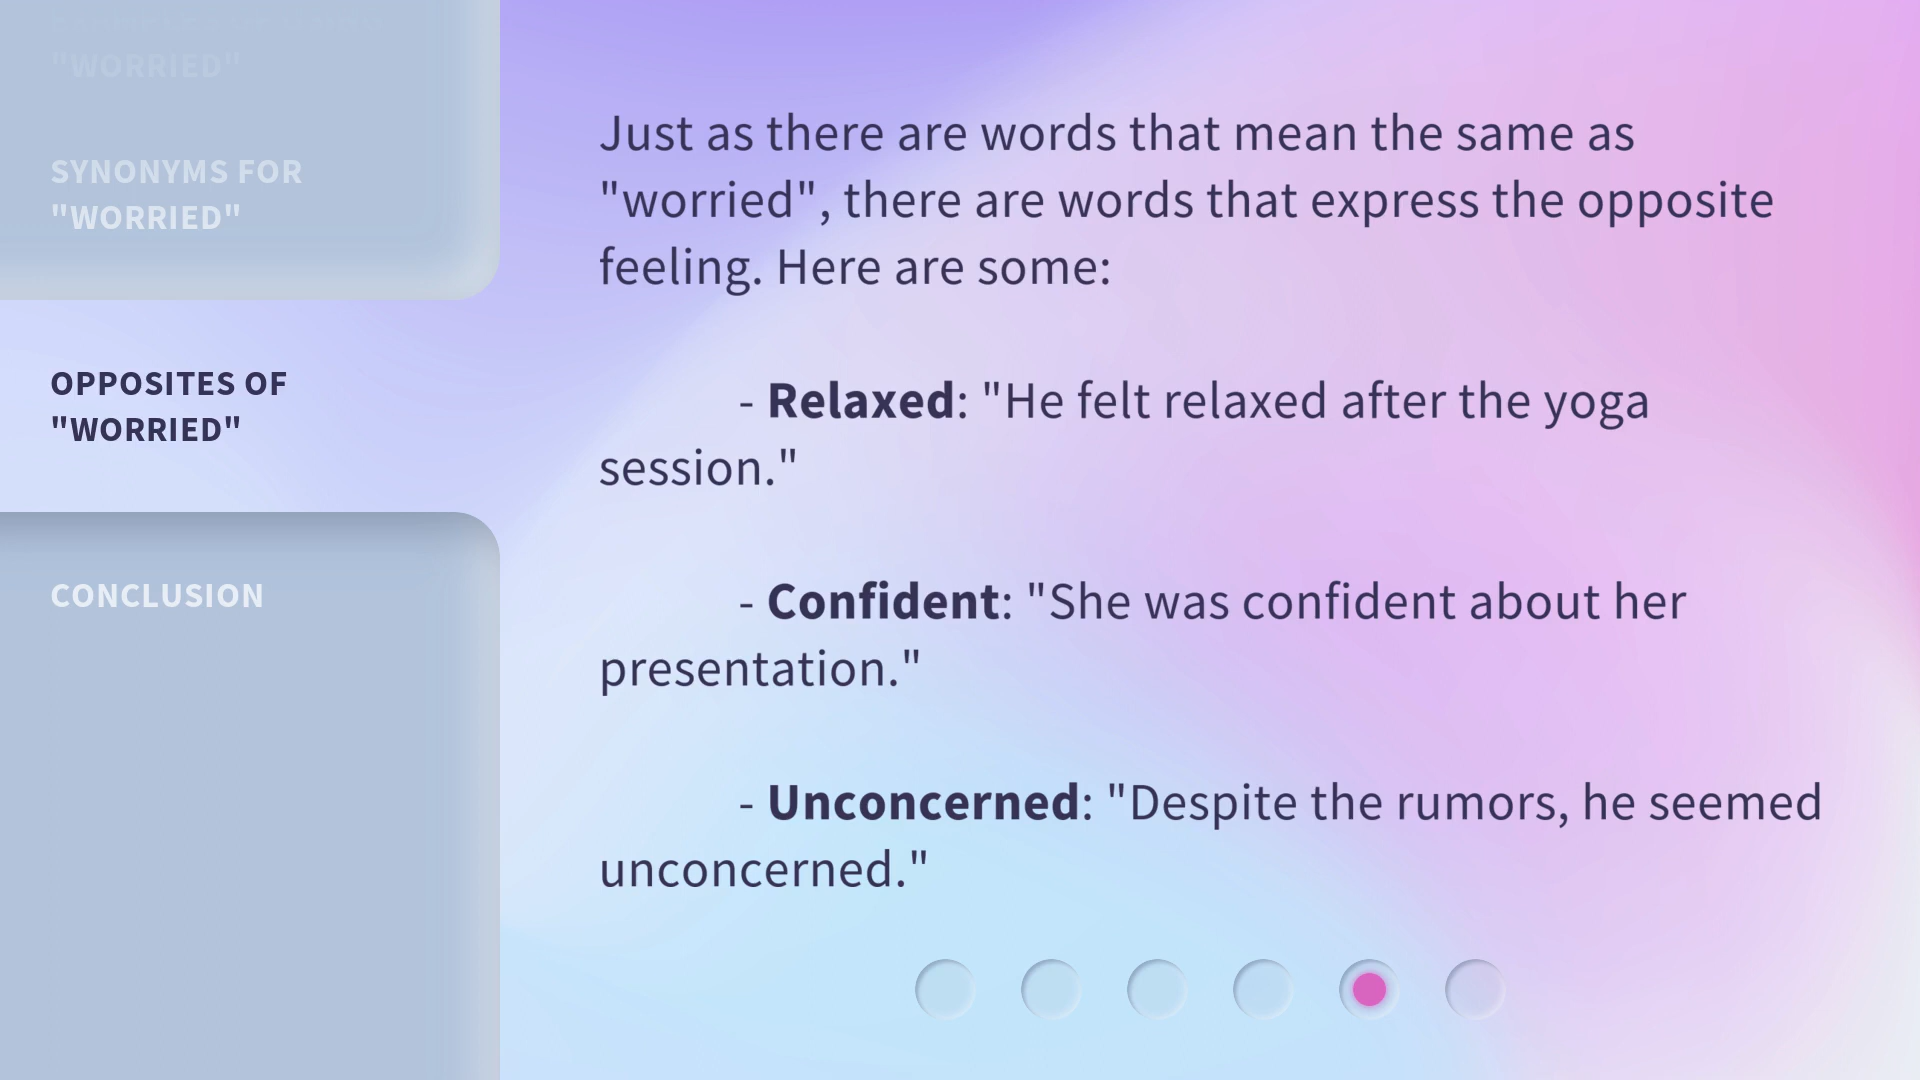 "WORRIED"
SYNONYMS FOR
"WORRIED"
OPPOSITES OF
"WORRIED"
CONCLUSION
Just as there are words that mean the same as
"worried", there are words that express the opposite
feeling. Here are some:
- Relaxed: "He felt relaxed after the yoga
session."
- Confident: "She was confident about her
presentation."
- Unconcerned: "Despite the rumors, he seemed
unconcerned."